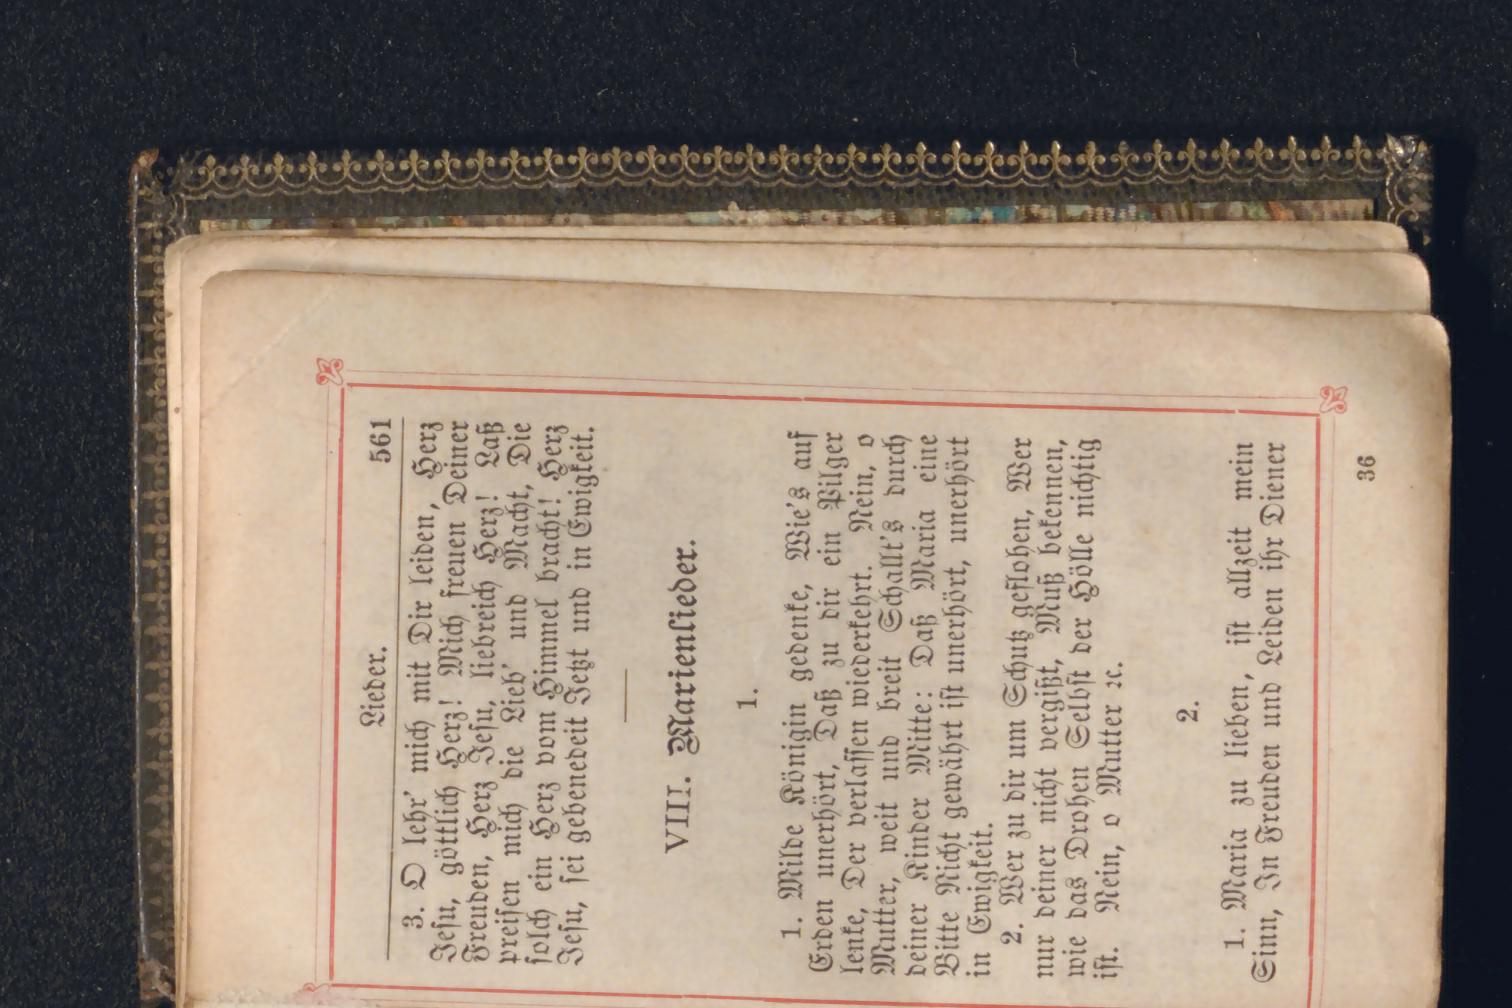 Lieder. 561
3. O lehr' mich mit Dir leiden, Herz
Jesu, göttlich Herz! Mich freuen Deiner
Freuden, Herz Jesu, liebreich Herz! Laß
preisen mich die Lieb' und Macht, Die
solch ein Herz vom Himmel bracht! Herz
Jesu, sei gebenedeit Jetzt und in Ewigkeit.
VIII. Marienlieder.
1.
1. Milde Königin gedenke, Wie's auf
Erden unerhört, Daß zu dir ein Pilger
lenke, Der verlassen wiederkehrt. Nein, o
Mutter, weit und breit Schallt's durch
deiner Kinder Mitte: Daß Maria eine
Bitte Nicht gewährt ist unerhört, unerhört
in Ewigkeit.
2. Wer zu dir um Schutz geflohen, Wer
nur deiner nicht vergißt, Muß bekennen,
wie das Drohen Selbst der Hölle nichtig
ist. Nein, o Mutter ꝛc.
2.
1. Maria zu lieben, ist allzeit mein
Sinn, In Freuden und Leiden ihr Diener
36